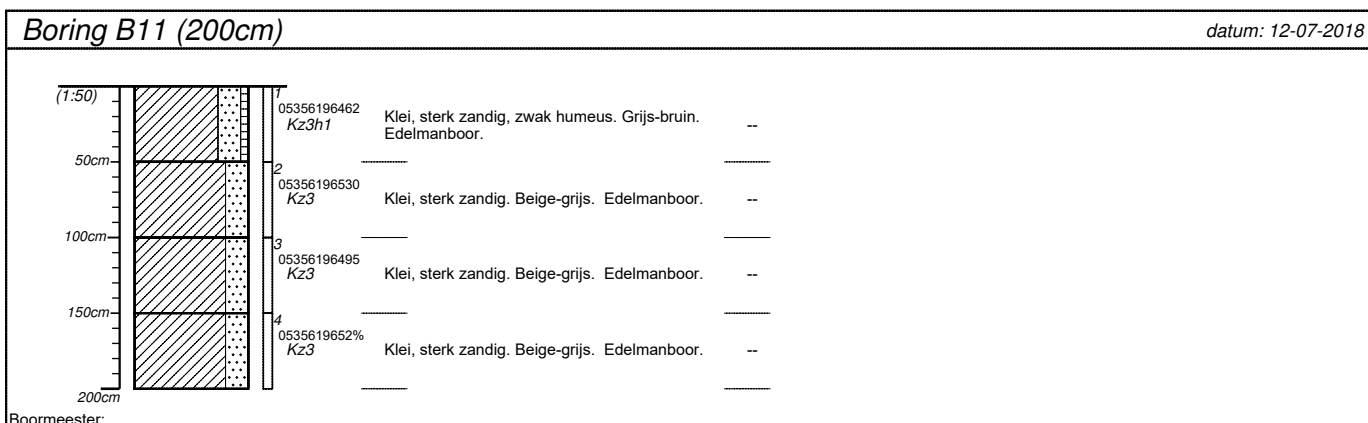 Boring B11 (200cm)
datum: 12-07-2018
(1:50)
1
05356196462
Kz3h1
Klei, sterk zandig, zwak humeus. Grijs-bruin.
Edelmanboor.
--
50cm
2
05356196530
Kz3
Klei, sterk zandig. Beige-grijs. Edelmanboor.
--
100cm
3
05356196495
Kz3
Klei, sterk zandig. Beige-grijs. Edelmanboor.
--
150cm
4
0535619652%
Kz3
Klei, sterk zandig. Beige-grijs. Edelmanboor.
--
200cm
Boormeester: